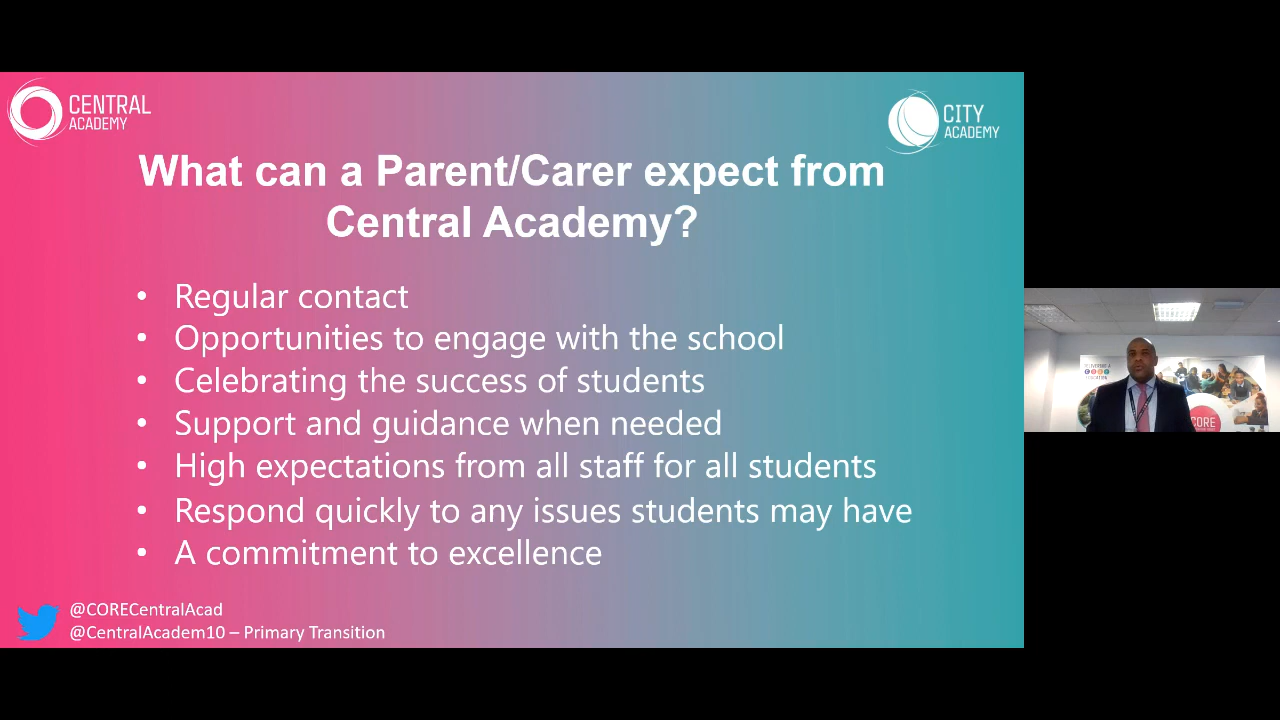 CENTRAL
ACADEMY
CITY
ACADEMY
What can a Parent/Carer expect from
Central Academy?
• Regular contact
• Opportunities to engage with the school
• Celebrating the success of students
• Support and guidance when needed
• High expectations from all staff for all students
• Respond quickly to any issues students may have
• A commitment to excellence
@CORECentralAcad
@CentralAcadem10 – Primary Transition
CORE